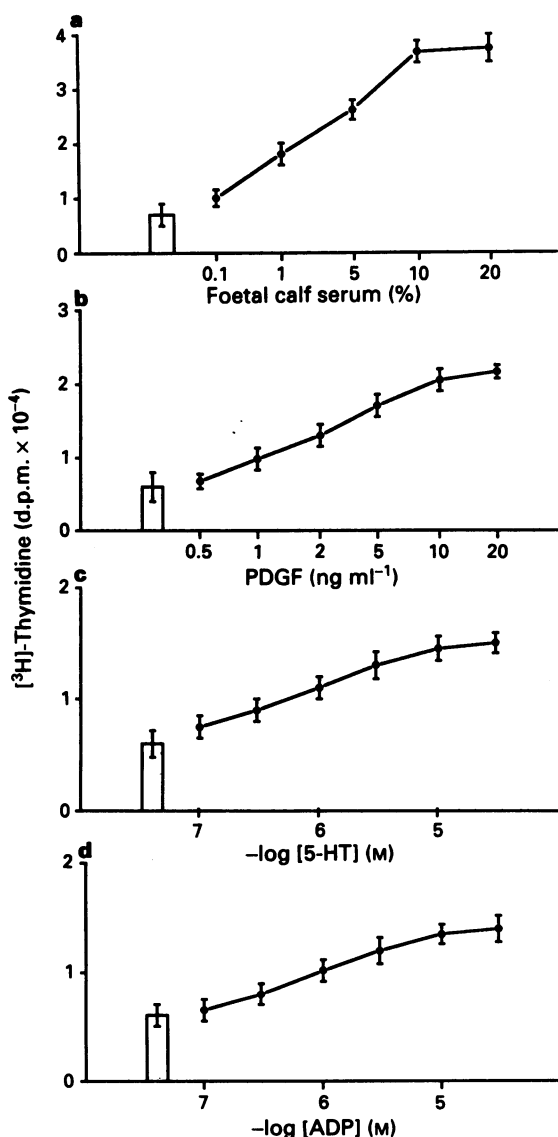 a
4
3
2
1
0
0.1 1 5 10 20
Foetal calf serum (%)
b
3
2
1
0
0.5 1 2 5 10 20
PDGF (ng ml⁻¹)
[³H]-Thymidine (d.p.m. × 10⁻⁴)
c
2
1
0
7 6 5
–log [5-HT] (M)
d
2
1
0
7 6 5
–log [ADP] (M)